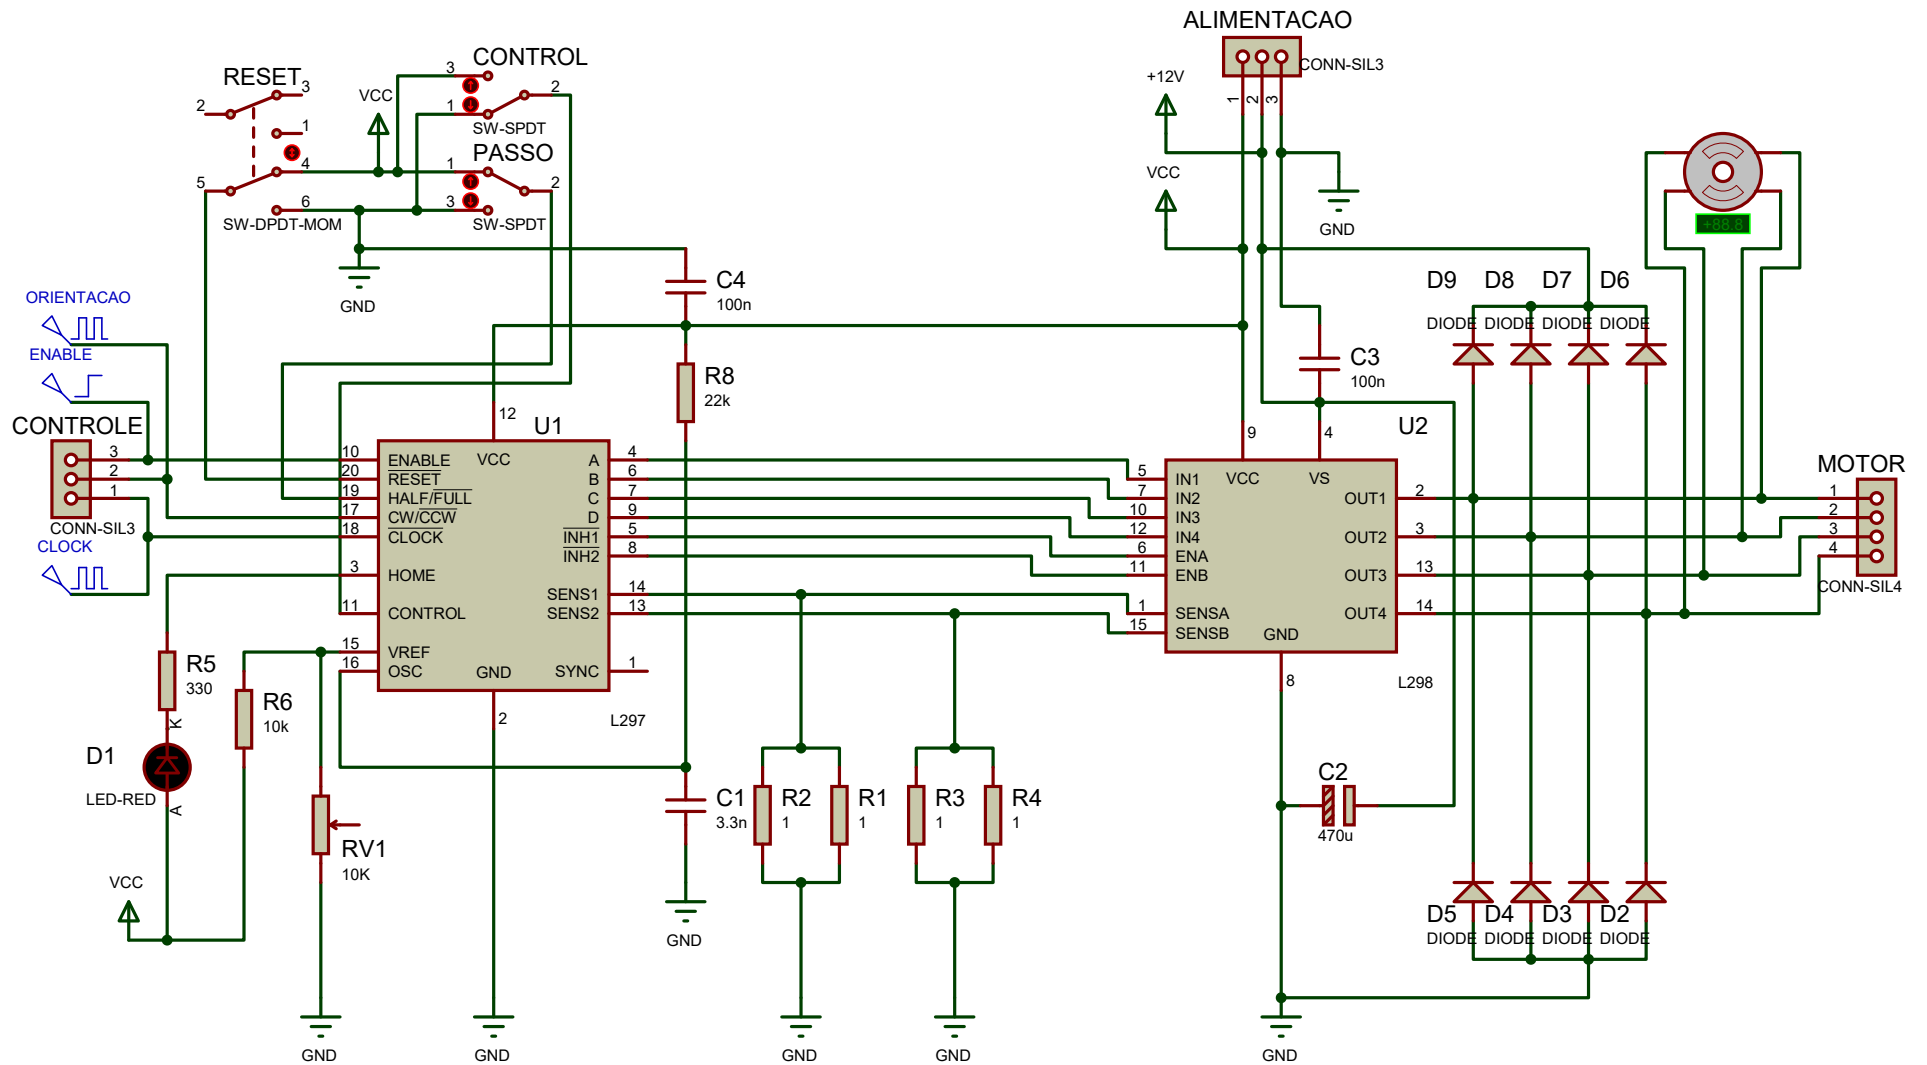 ALIMENTACAO
CONN-SIL3
1
2
3
+12V
VCC
GND
RESET
3
2
1
4
5
6
SW-DPDT-MOM
VCC
CONTROL
3
1
2
SW-SPDT
PASSO
1
2
3
SW-SPDT
GND
C4
100n
R8
22k
ORIENTACAO
ENABLE
CONTROLE
3
2
1
CONN-SIL3
CLOCK
U1
12
VCC
10 ENABLE
20 RESET
19 HALF/FULL
17 CW/CCW
18 CLOCK
3 HOME
11 CONTROL
15 VREF
16 OSC
GND
2
A 4
B 6
C 7
D 9
INH1 5
INH2 8
SENS1 14
SENS2 13
SYNC 1
L297
R5
330
K
D1
LED-RED
A
VCC
R6
10k
RV1
10K
GND
GND
C1
3.3n
GND
R2
1
R1
1
GND
R3
1
R4
1
GND
C3
100n
U2
9
4
VCC
VS
5 IN1
7 IN2
10 IN3
12 IN4
6 ENA
11 ENB
1 SENSA
15 SENSB
GND
8
OUT1 2
OUT2 3
OUT3 13
OUT4 14
L298
C2
470u
GND
D9
DIODE
D8
DIODE
D7
DIODE
D6
DIODE
D5
DIODE
D4
DIODE
D3
DIODE
D2
DIODE
+88.8
MOTOR
1
2
3
4
CONN-SIL4